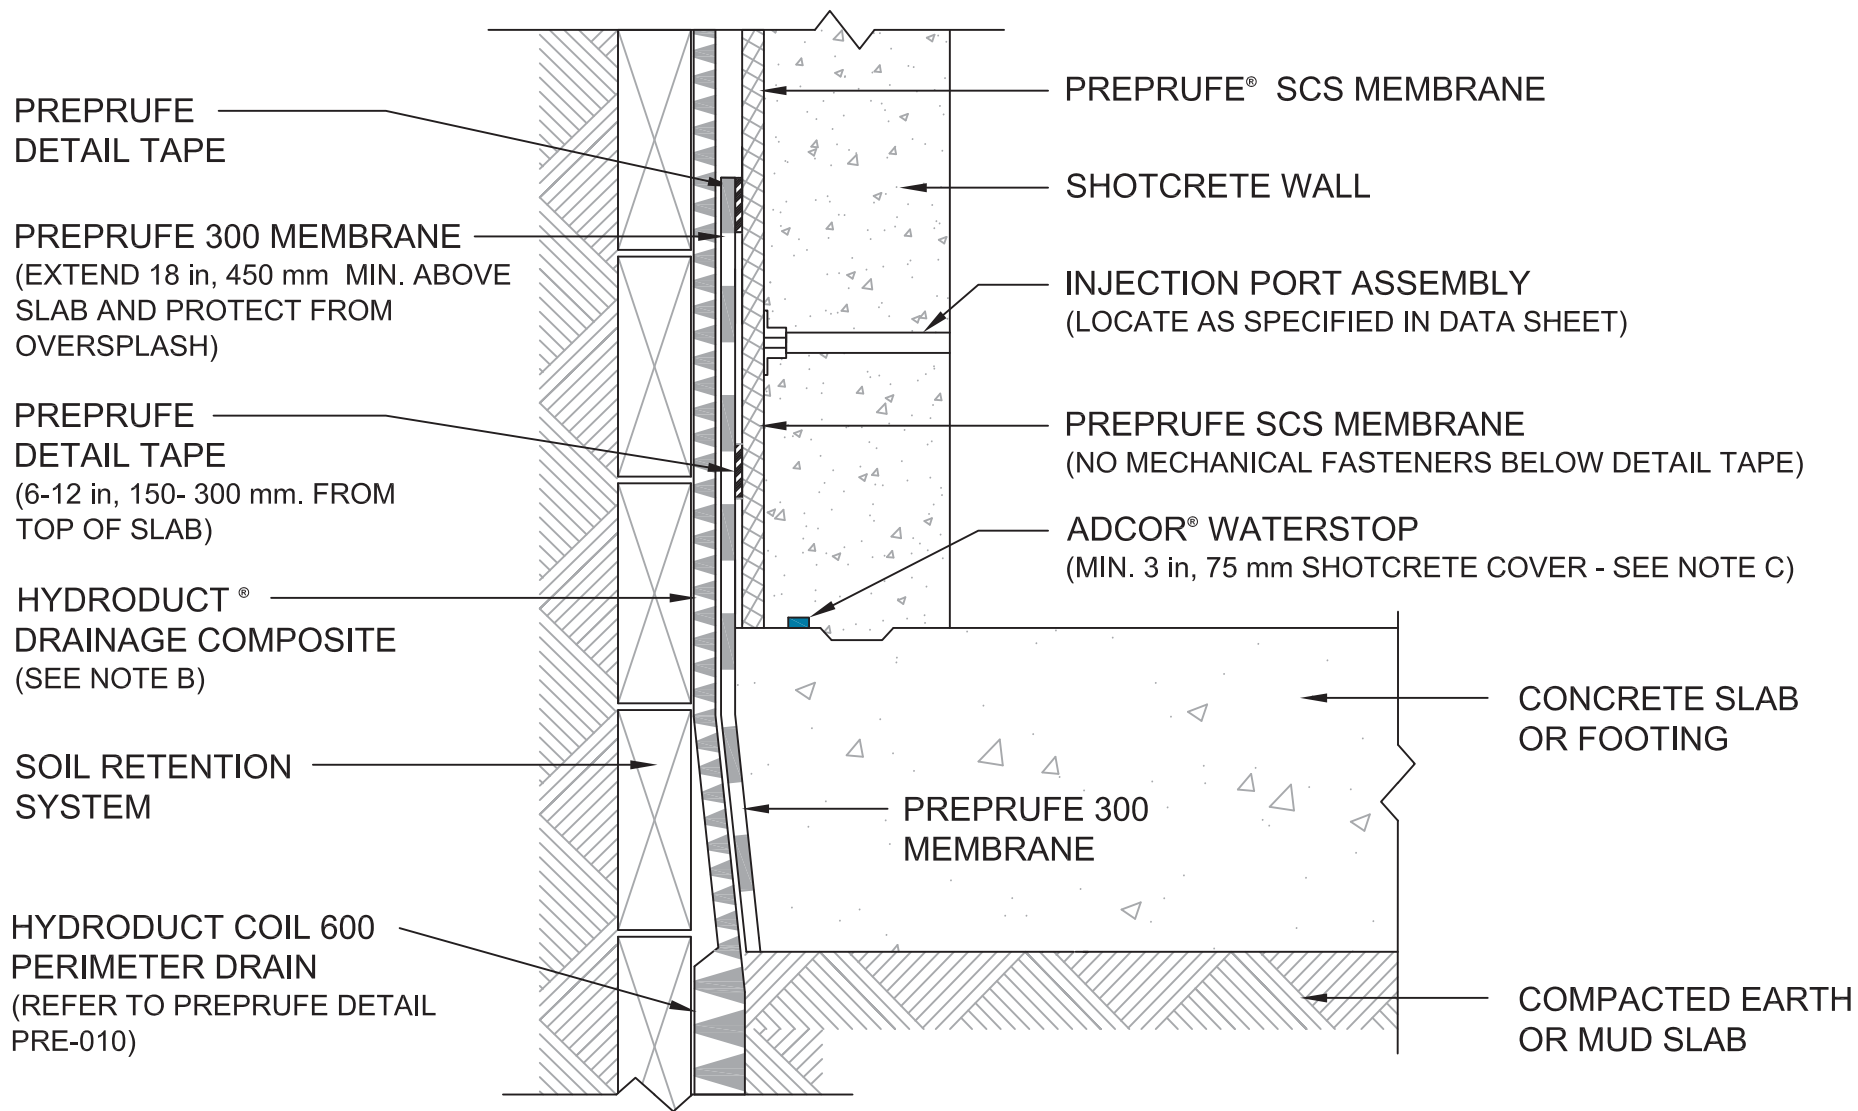 PREPRUFE
DETAIL TAPE
PREPRUFE 300 MEMBRANE
(EXTEND 18 in, 450 mm MIN. ABOVE
SLAB AND PROTECT FROM
OVERSPLASH)
PREPRUFE
DETAIL TAPE
(6-12 in, 150- 300 mm. FROM
TOP OF SLAB)
HYDRODUCT ®
DRAINAGE COMPOSITE
(SEE NOTE B)
SOIL RETENTION
SYSTEM
HYDRODUCT COIL 600
PERIMETER DRAIN
(REFER TO PREPRUFE DETAIL
PRE-010)
PREPRUFE® SCS MEMBRANE
SHOTCRETE WALL
INJECTION PORT ASSEMBLY
(LOCATE AS SPECIFIED IN DATA SHEET)
PREPRUFE SCS MEMBRANE
(NO MECHANICAL FASTENERS BELOW DETAIL TAPE)
ADCOR® WATERSTOP
(MIN. 3 in, 75 mm SHOTCRETE COVER - SEE NOTE C)
CONCRETE SLAB
OR FOOTING
PREPRUFE 300
MEMBRANE
COMPACTED EARTH
OR MUD SLAB